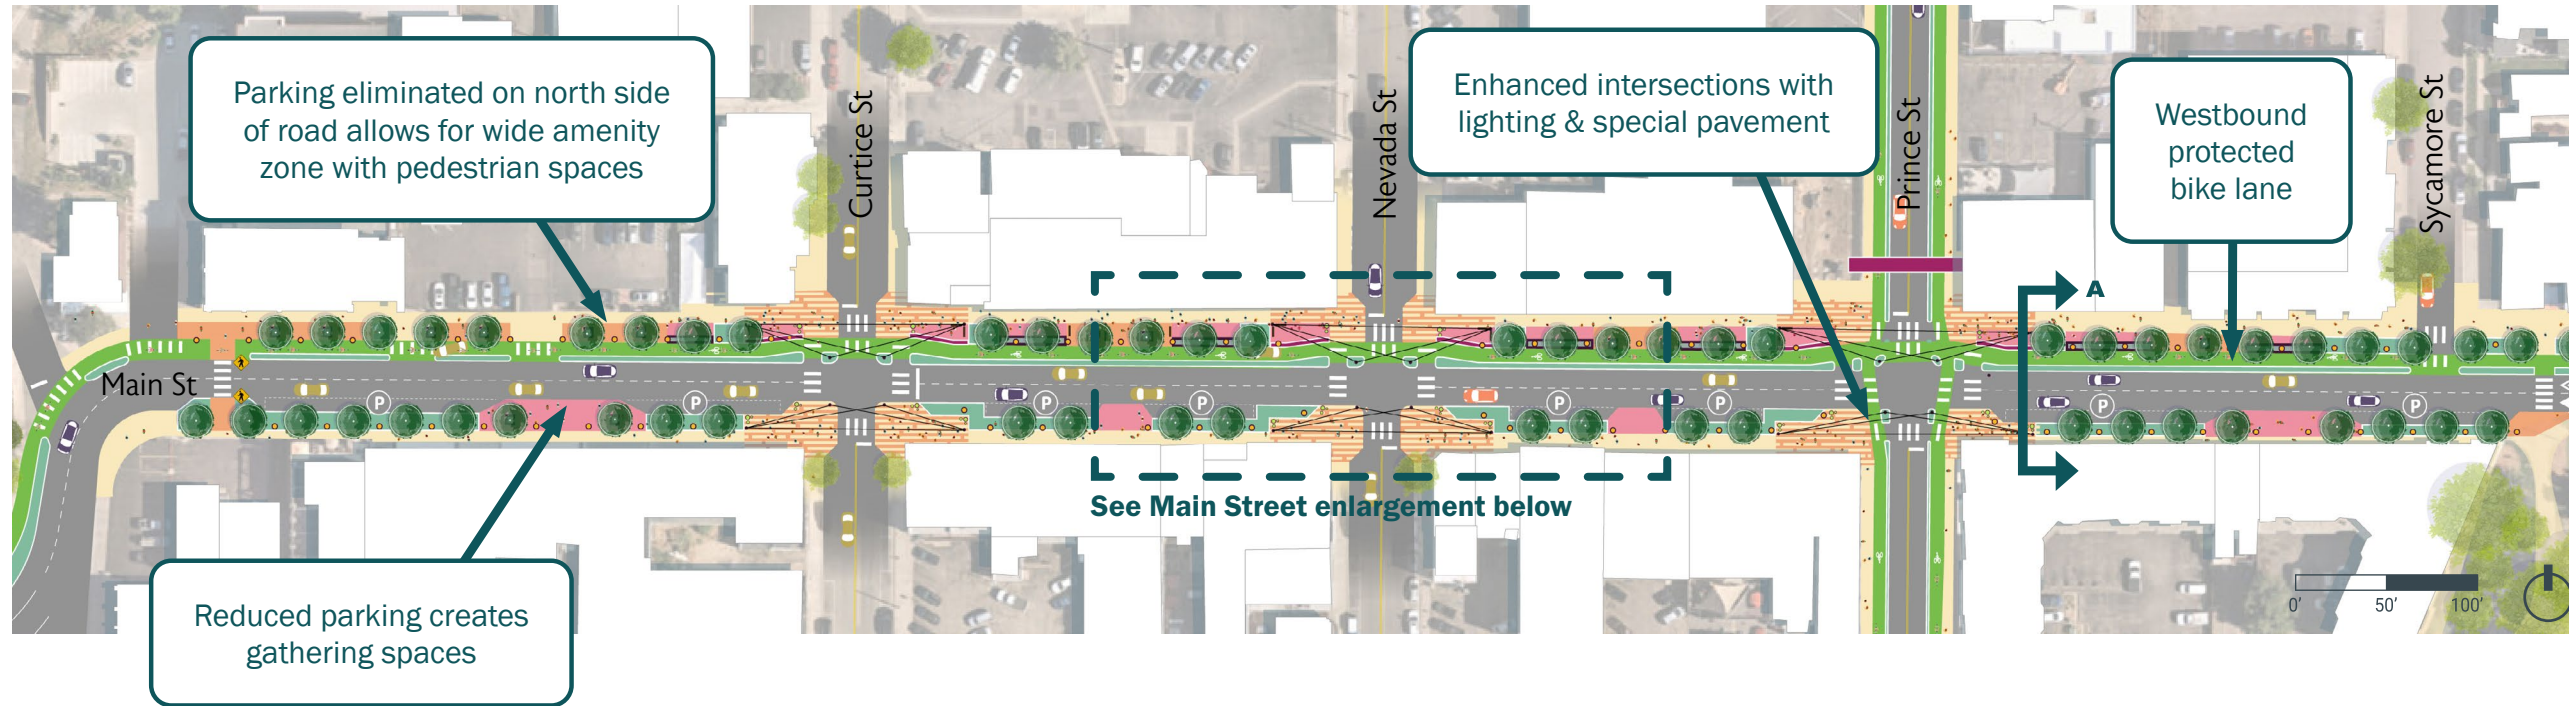 Parking eliminated on north side
of road allows for wide amenity
zone with pedestrian spaces
Curtice St
Nevada St
Enhanced intersections with
lighting & special pavement
Prince St
Westbound
protected
bike lane
Sycamore St
A
Main St
P
P
P
P
P
P
P
P
See Main Street enlargement below
Reduced parking creates
gathering spaces
0'
50'
100'